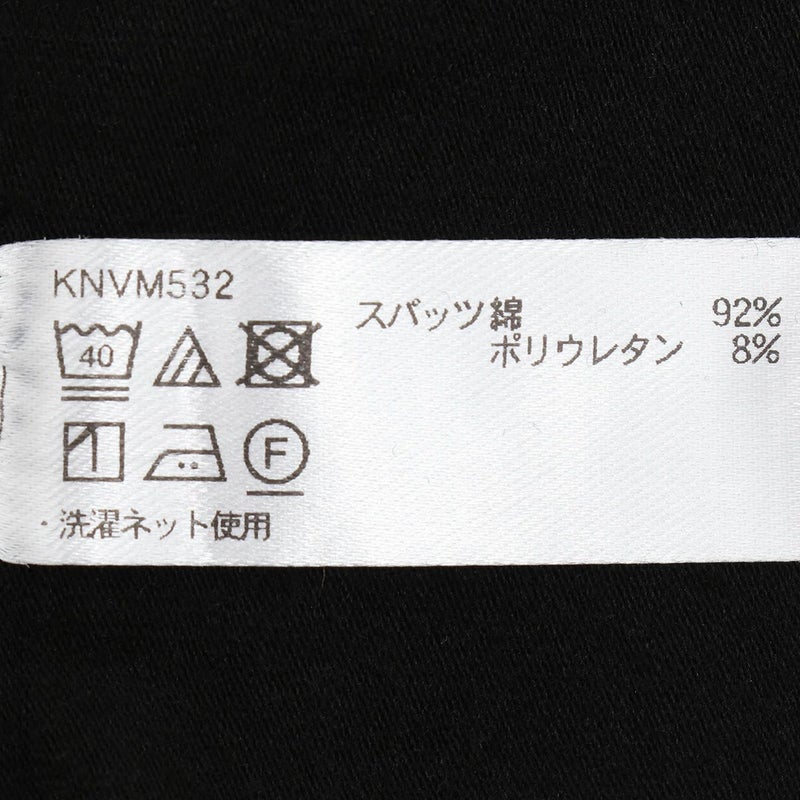 KNVM532
スパッツ 綿 92%
ポリウレタン 8%
40
F
・洗濯ネット使用